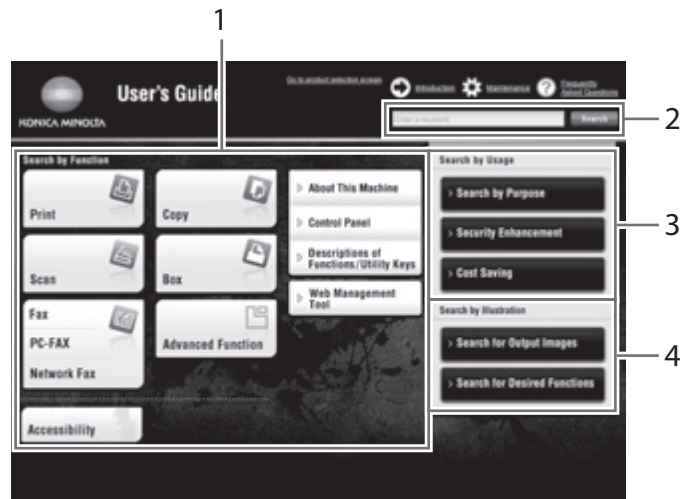 1
Go to product selection screen
Introduction
Maintenance
Frequently
Asked Questions
User's Guide
KONICA MINOLTA
Enter a keyword
Search
2
Search by Function
Print
Copy
> About This Machine
> Control Panel
> Descriptions of
Functions/Utility Keys
> Web Management
Tool
Scan
Box
Fax
PC-FAX
Network Fax
Advanced Function
Accessibility
Search by Usage
> Search by Purpose
> Security Enhancement
> Cost Saving
3
Search by Illustration
> Search for Output Images
> Search for Desired Functions
4